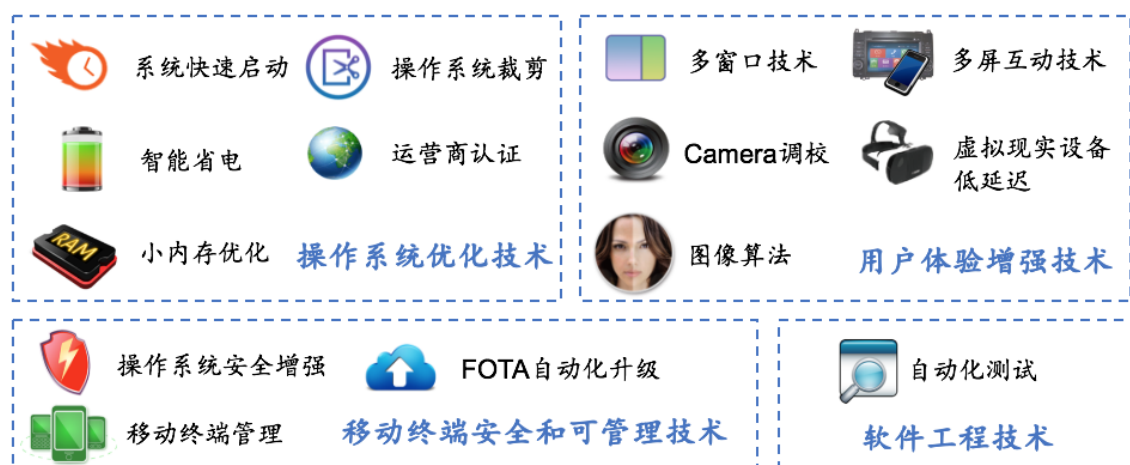 系统快速启动
操作系统裁剪
智能省电
运营商认证
RAM
小内存优化
操作系统优化技术
多窗口技术
多屏互动技术
Camera调校
虚拟现实设备
低延迟
图像算法
用户体验增强技术
操作系统安全增强
FOTA自动化升级
移动终端管理
移动终端安全和可管理技术
自动化测试
软件工程技术